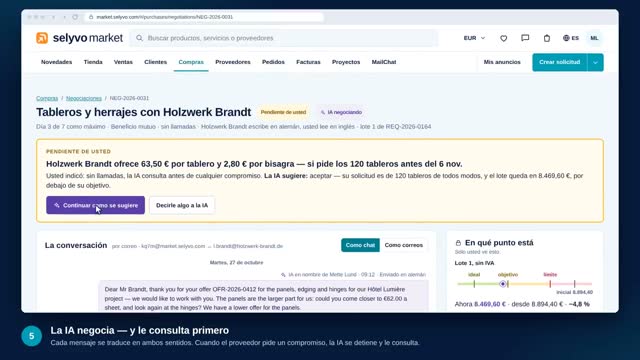 market.selyvo.com/#/purchases/negotiations/NEG-2026-0031
selyvo market
Buscar productos, servicios o proveedores
EUR
ES
ML
Novedades Tienda Ventas Clientes Compras Proveedores Pedidos Facturas Proyectos MailChat Mis anuncios Crear solicitud
Compras / Negociaciones / NEG-2026-0031
Tableros y herrajes con Holzwerk Brandt Pendiente de usted IA negociando
Día 3 de 7 como máximo · Beneficio mutuo · sin llamadas · Holzwerk Brandt escribe en alemán, usted lee en inglés · lote 1 de REQ-2026-0164
PENDIENTE DE USTED
Holzwerk Brandt ofrece 63,50 € por tablero y 2,80 € por bisagra — si pide los 120 tableros antes del 6 nov.
Usted indicó: sin llamadas, la IA consulta antes de cualquier compromiso. La IA sugiere: aceptar — su solicitud es de 120 tableros de todos modos, y el lote queda en 8.469,60 €, por
debajo de su objetivo.
Continuar como se sugiere Decirle algo a la IA
La conversación por correo · kq7m@market.selyvo.com ↔ l.brandt@holzwerk-brandt.de Como chat Como correos
Martes, 27 de octubre
IA en nombre de Mette Lund · 09:12 · Enviado en alemán
Dear Mr Brandt, thank you for your offer OFR-2026-0412 for the panels, edging and hinges for our Hôtel Lumière
project — we would like to work with you. The panels are the larger part for us: could you come closer to €62.00 a
sheet, and look again at the hinges? We have a lower offer for the panels.
En qué punto está
Sólo usted ve esto.
Lote 1, sin IVA
ideal objetivo límite
inicial 8.894,40
Ahora 8.469,60 € · desde 8.894,40 € · −4,8 %
5
La IA negocia — y le consulta primero
Cada mensaje se traduce en ambos sentidos. Cuando el proveedor pide un compromiso, la IA se detiene y le consulta.